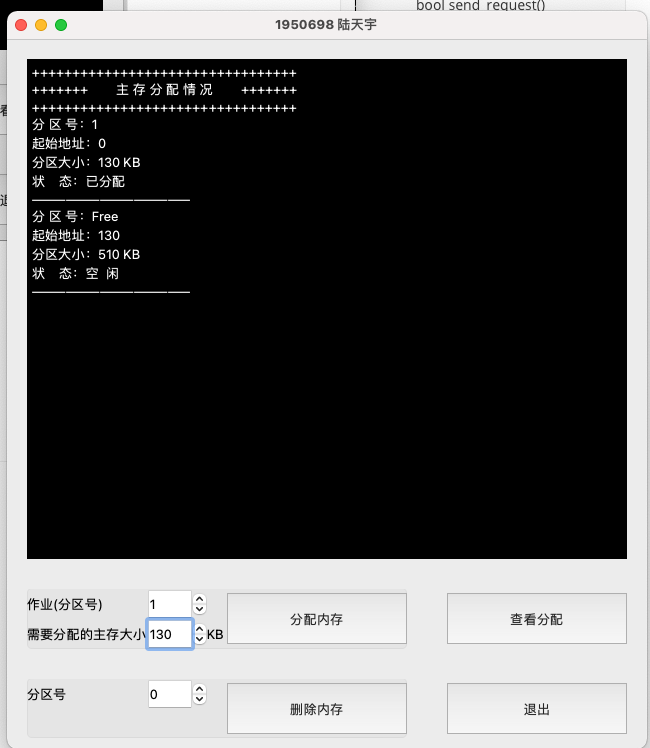 bool send_request()
1950698 陆天宇
+++++++++++++++++++++++++++++++++
+++++++ 主 存 分 配 情 况 +++++++
+++++++++++++++++++++++++++++++++
分 区 号：1
起始地址：0
分区大小：130 KB
状 态：已分配
———————————————
分 区 号：Free
起始地址：130
分区大小：510 KB
状 态：空 闲
———————————————
作业(分区号) 1
需要分配的主存大小 130 KB
分配内存
查看分配
分区号 0
删除内存
退出